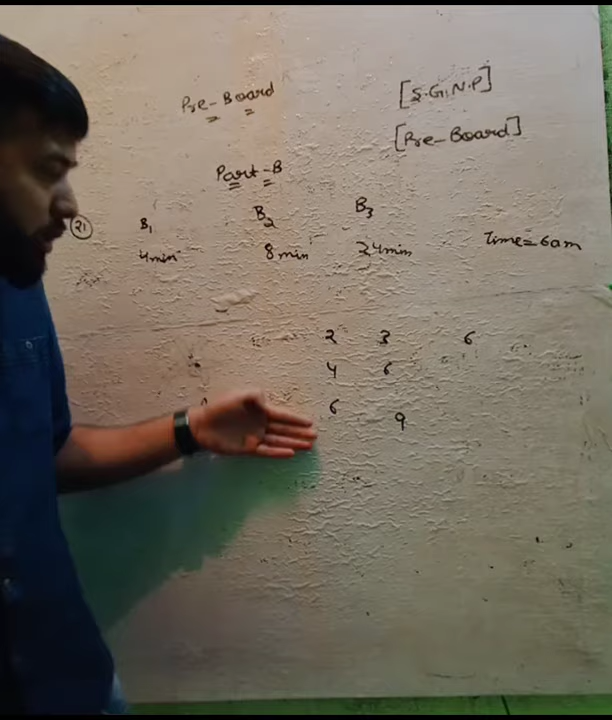 Pre-Board
[S.G.N.P]
[Pre-Board]
Part-B
(21) B1 B2 B3
4min 8min 24min Time=6am
2 3 6
4 6
6 9